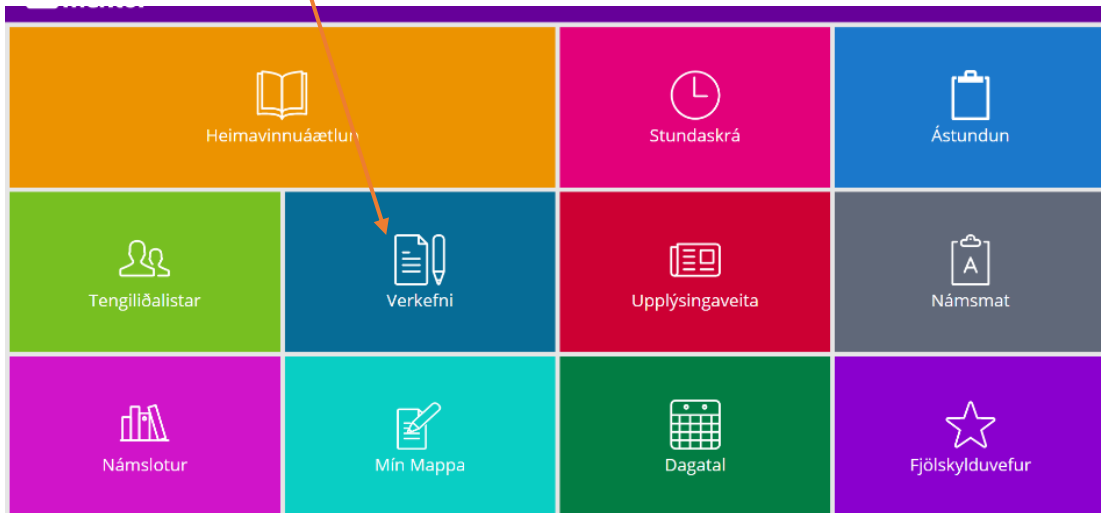 Heimavinnuáætlun
Stundaskrá
Ástundun
Tengiliðalistar
Verkefni
Upplýsingaveita
A
Námsmat
Námslotur
Mín Mappa
Dagatal
Fjölskylduvefur